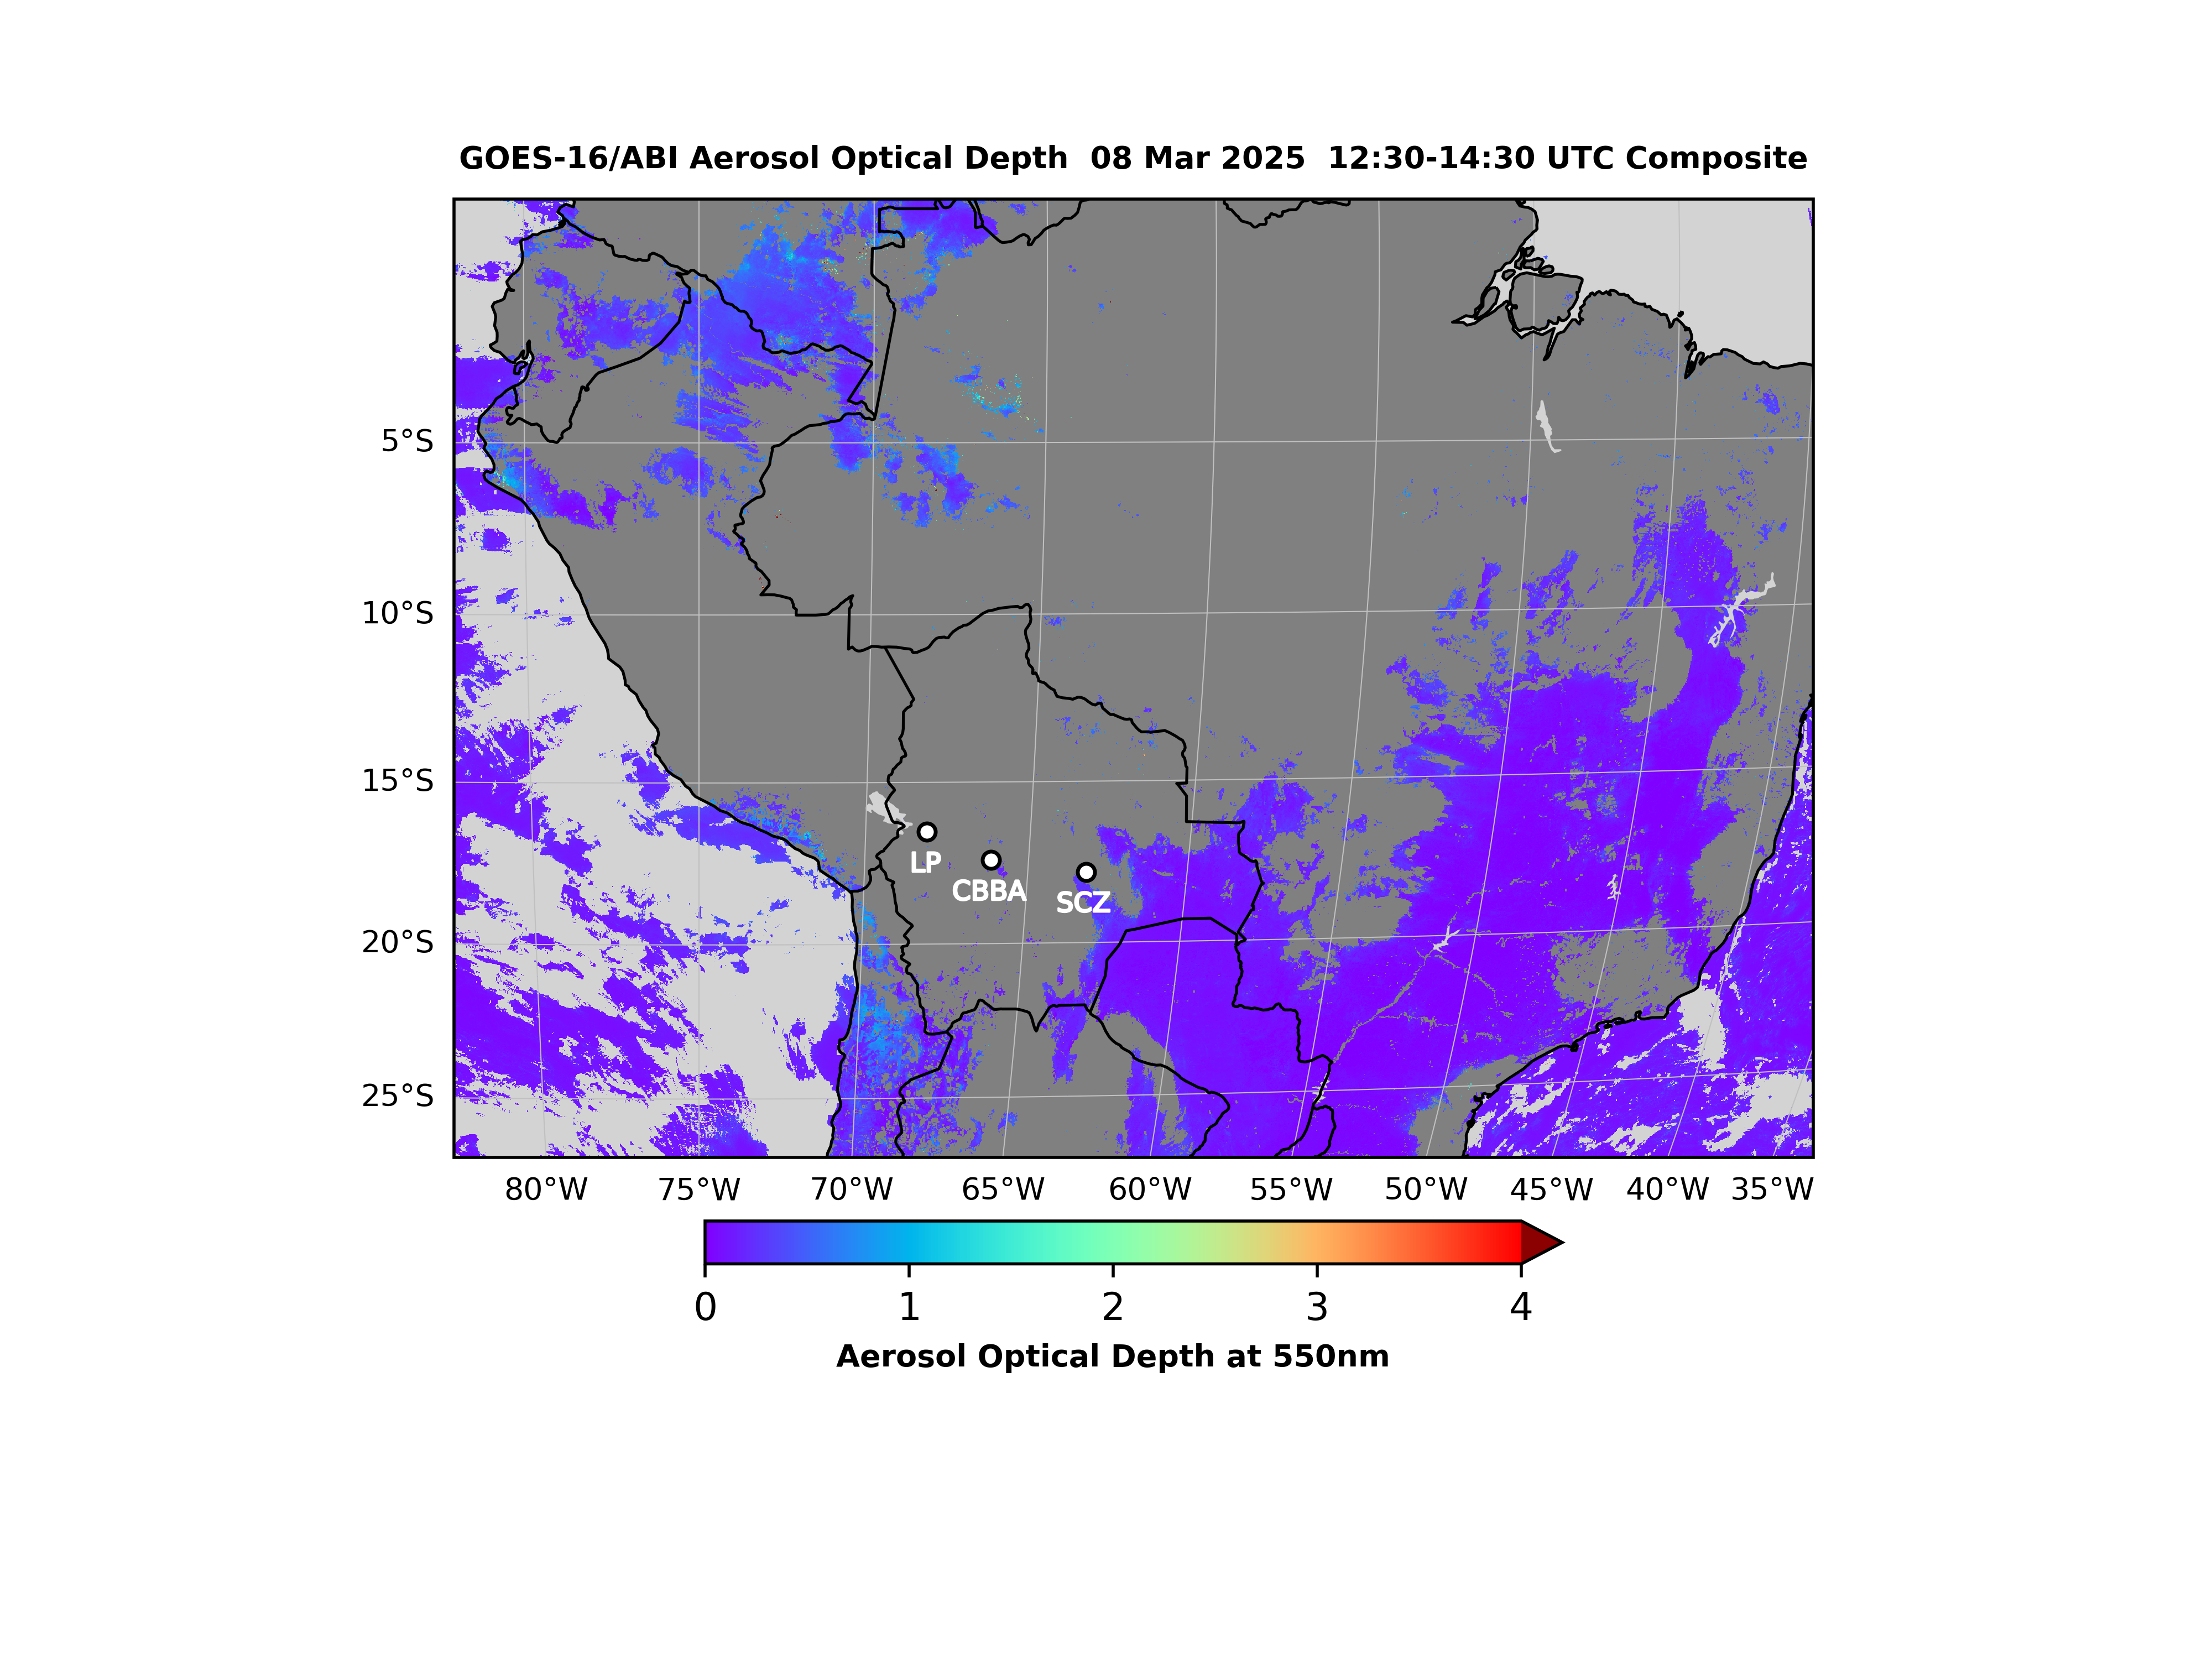 GOES-16/ABI Aerosol Optical Depth  08 Mar 2025  12:30-14:30 UTC Composite
5°S
10°S
15°S
LP
CBBA
SCZ
20°S
25°S
80°W 75°W 70°W 65°W 60°W 55°W 50°W 45°W 40°W 35°W
0 1 2 3 4
Aerosol Optical Depth at 550nm